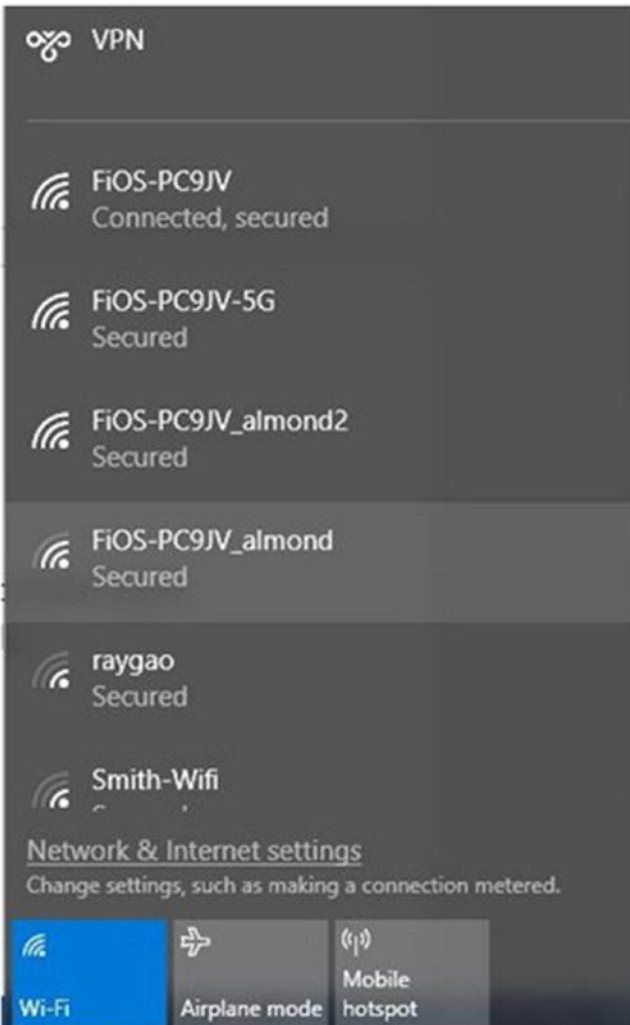 VPN
FiOS-PC9JV
Connected, secured
FiOS-PC9JV-5G
Secured
FiOS-PC9JV_almond2
Secured
FiOS-PC9JV_almond
Secured
raygao
Secured
Smith-Wifi
Network & Internet settings
Change settings, such as making a connection metered.
Wi-Fi
Airplane mode
Mobile
hotspot